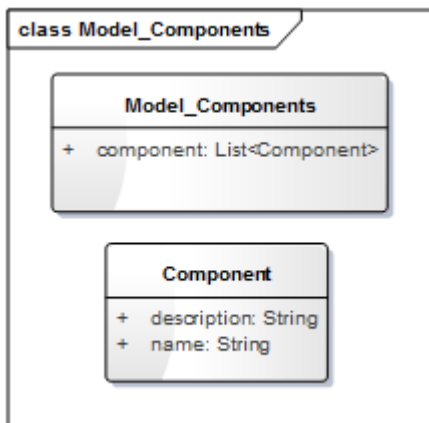 class Model_Components
Model_Components
+ component: List<Component>
Component
+ description: String
+ name: String